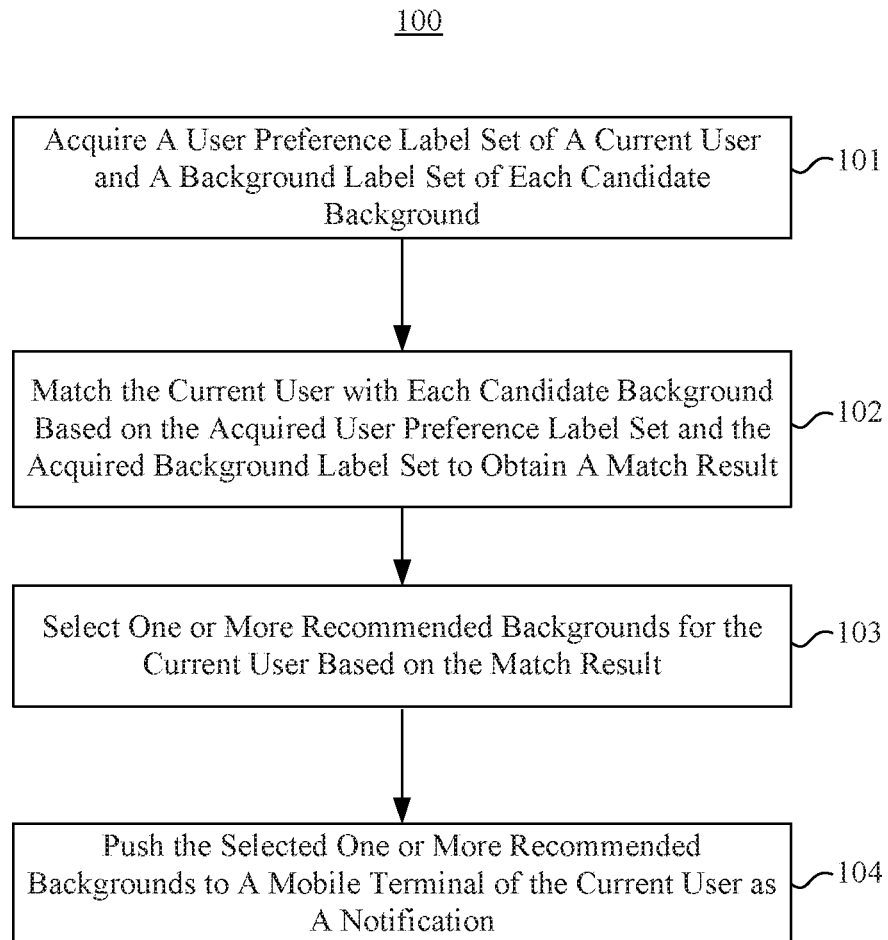 100
Acquire A User Preference Label Set of A Current User
and A Background Label Set of Each Candidate
Background
101
Match the Current User with Each Candidate Background
Based on the Acquired User Preference Label Set and the
Acquired Background Label Set to Obtain A Match Result
102
Select One or More Recommended Backgrounds for the
Current User Based on the Match Result
103
Push the Selected One or More Recommended
Backgrounds to A Mobile Terminal of the Current User as
A Notification
104